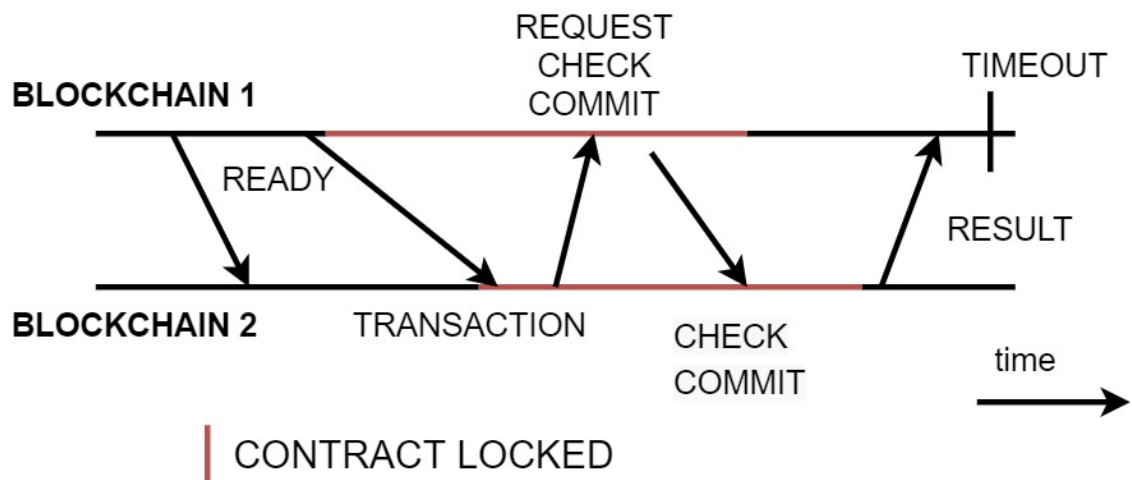 REQUEST
CHECK
COMMIT
TIMEOUT
BLOCKCHAIN 1
READY
RESULT
BLOCKCHAIN 2
TRANSACTION
CHECK
COMMIT
time
CONTRACT LOCKED